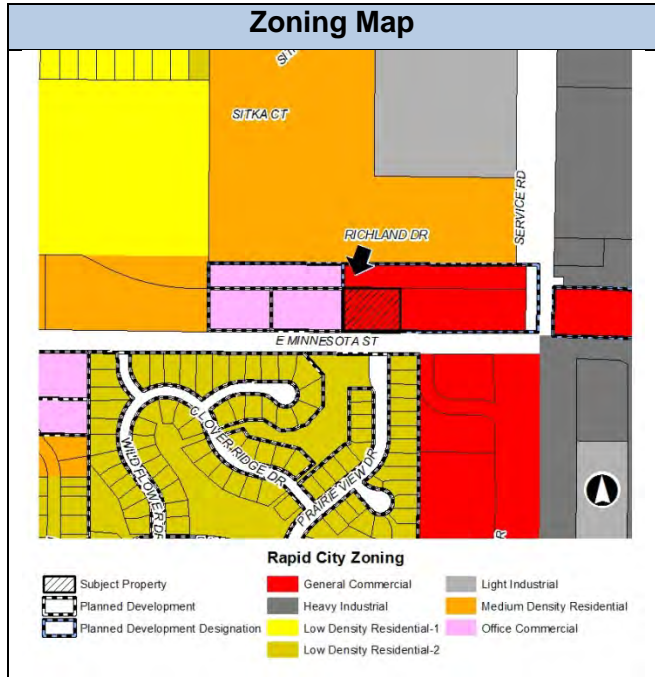 Zoning Map
SITKA CT
SERVICE RD
RICHLAND DR
E MINNESOTA ST
CLOVER RIDGE DR
WILDFLOWER DR
PRAIRIE VIEW DR
Rapid City Zoning
Subject Property
Planned Development
Planned Development Designation
General Commercial
Heavy Industrial
Low Density Residential-1
Low Density Residential-2
Light Industrial
Medium Density Residential
Office Commercial